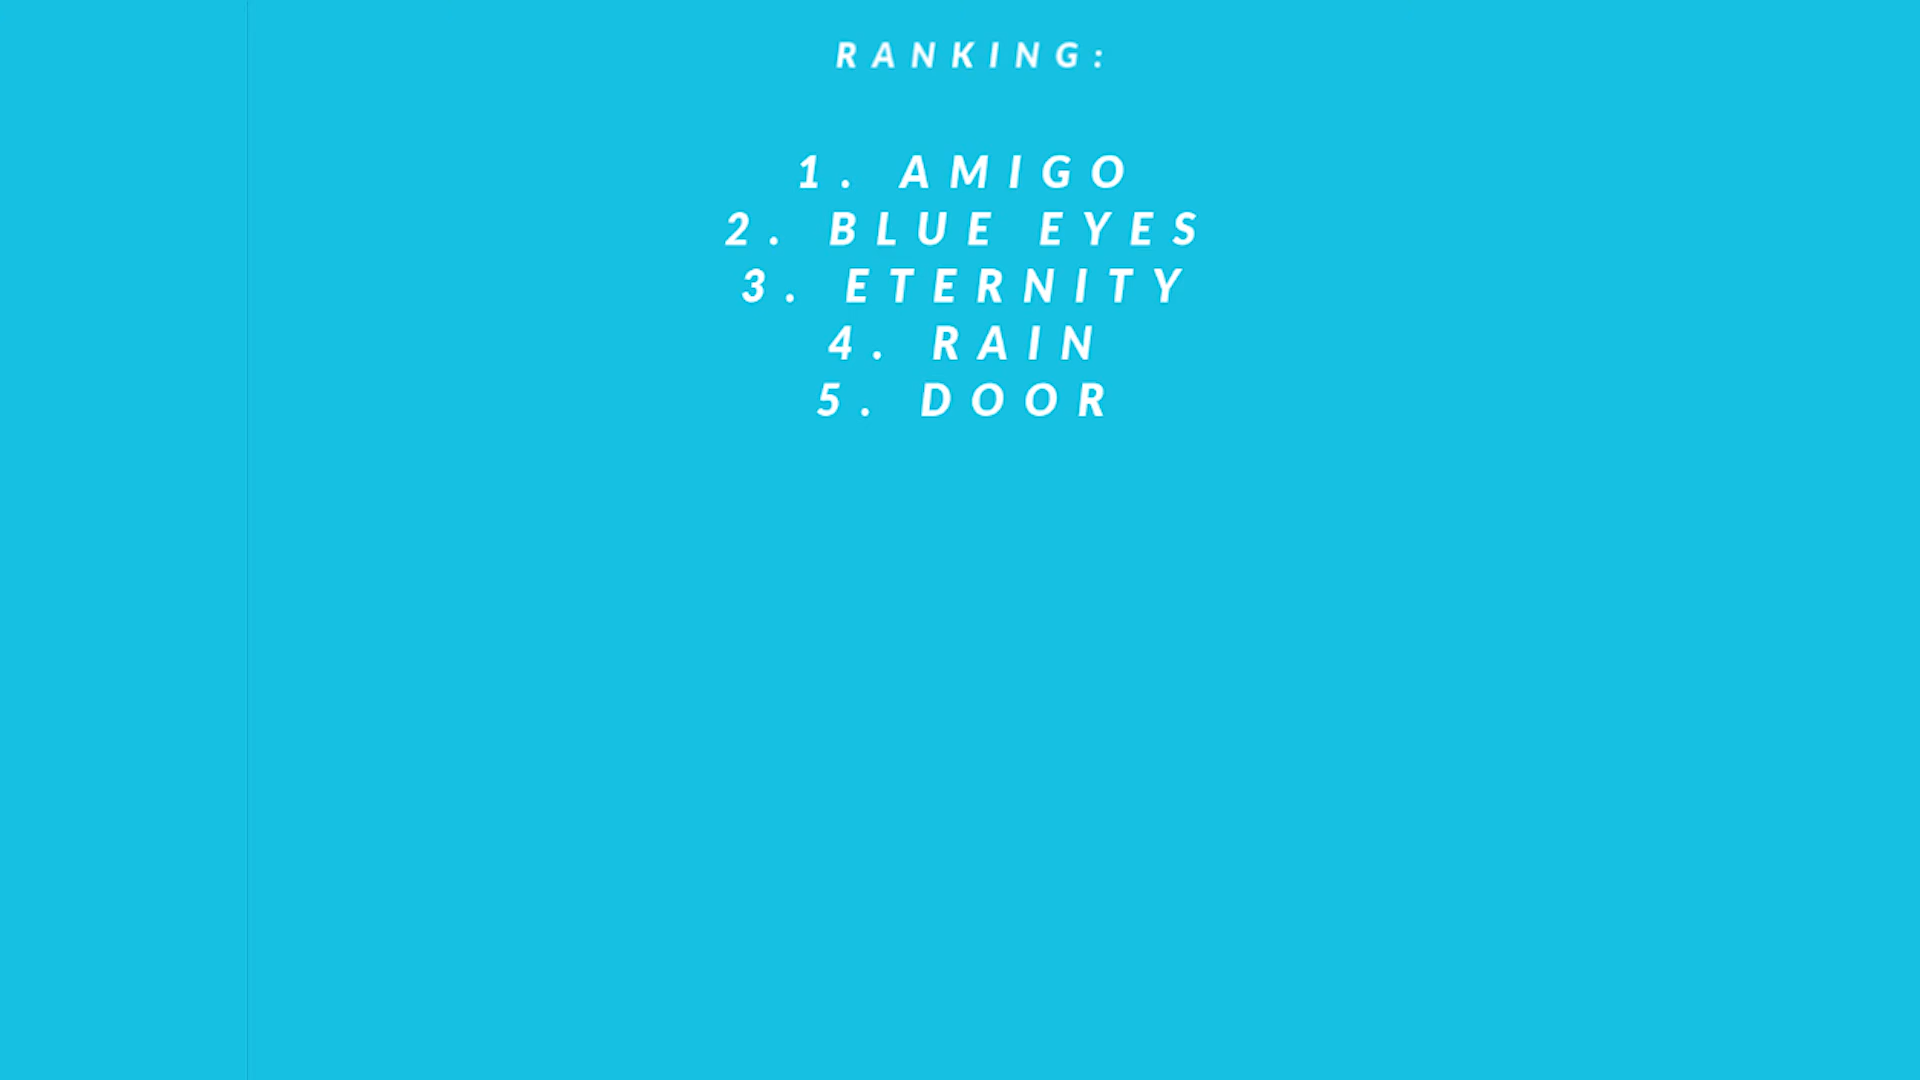 RANKING:
1. AMIGO
2. BLUE EYES
3. ETERNITY
4. RAIN
5. DOOR